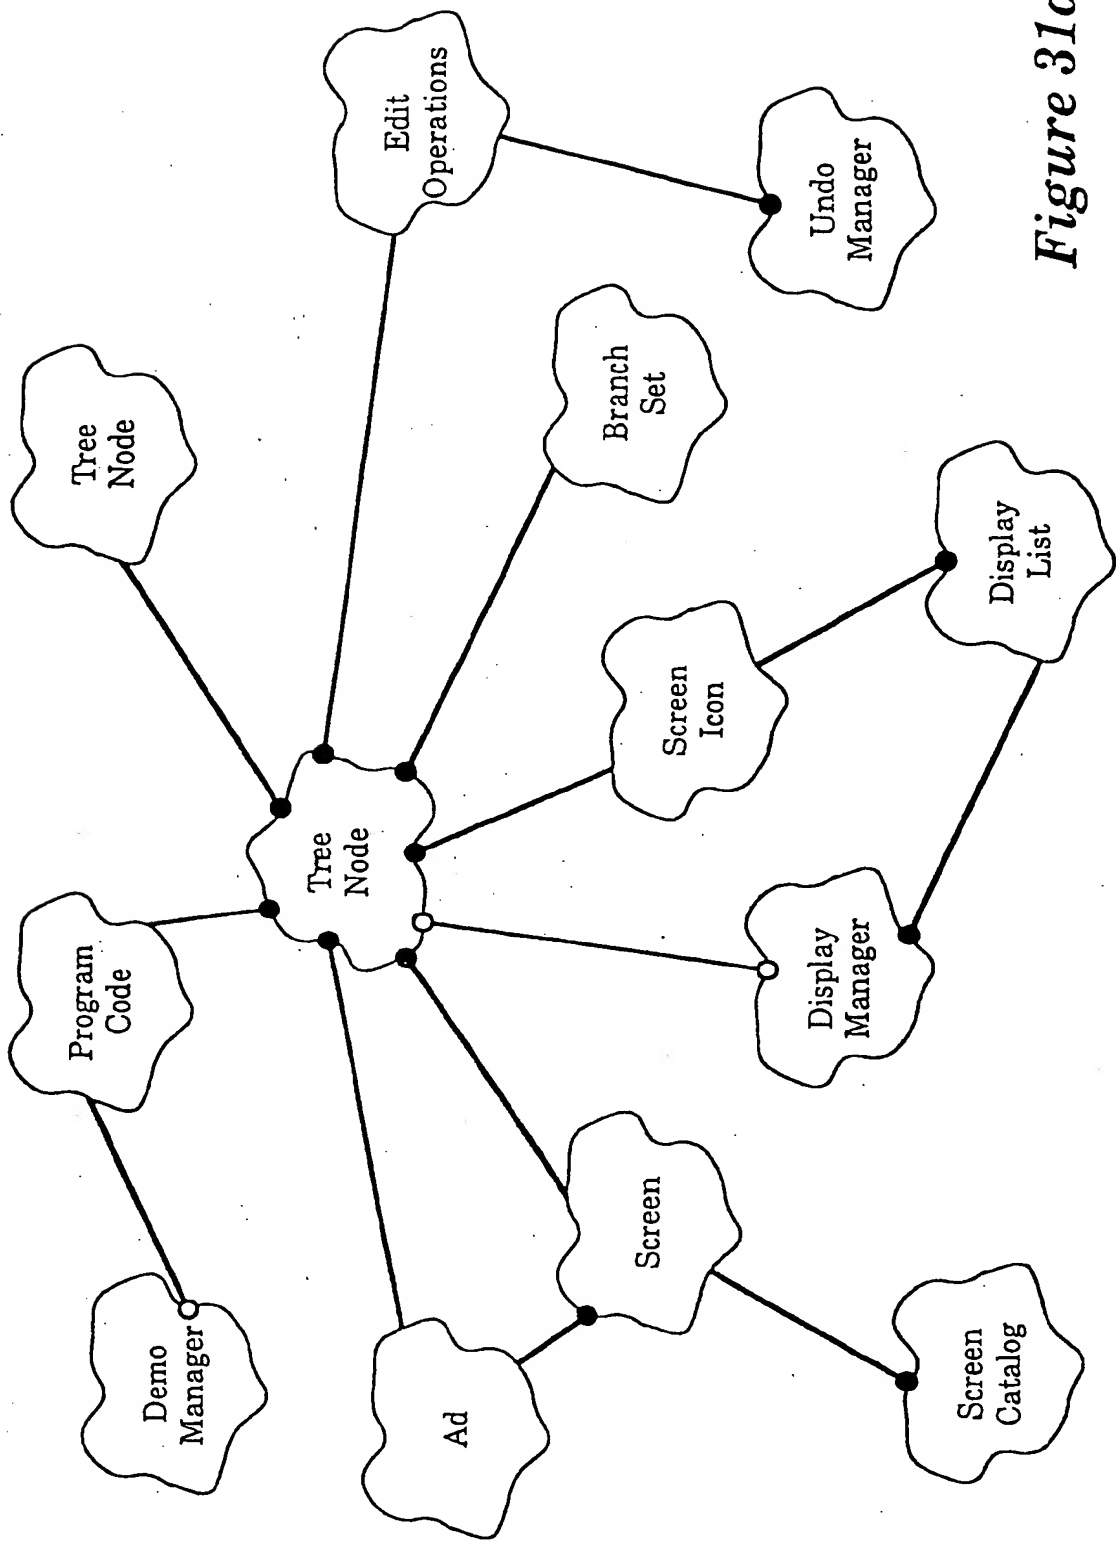 Demo
Manager
Program
Code
Tree
Node
Tree
Node
Edit
Operations
Ad
Screen
Screen
Icon
Branch
Set
Display
Manager
Undo
Manager
Screen
Catalog
Display
List
Figure